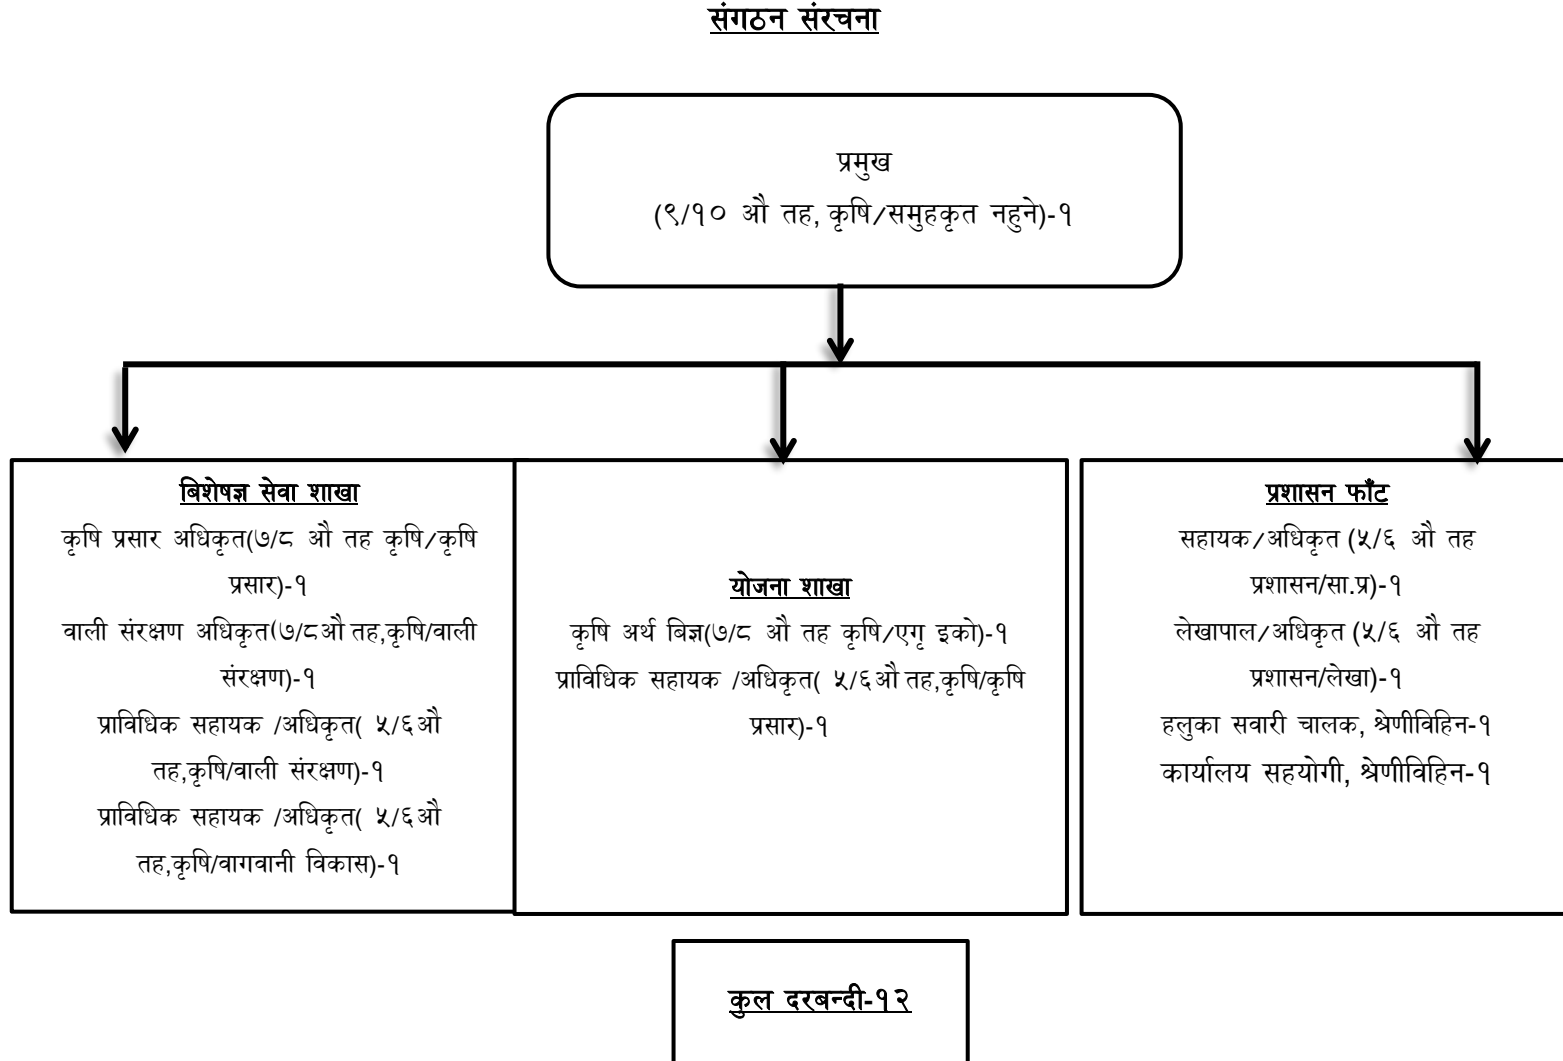 संगठन संरचना
प्रमुख
(९/१० औ तह, कृषि/समुहकृत नहुने)-१
बिशेषज्ञ सेवा शाखा
कृषि प्रसार अधिकृत(७/८ औ तह कृषि/कृषि
प्रसार)-१
वाली संरक्षण अधिकृत(७/८औ तह,कृषि/वाली
संरक्षण)-१
प्राविधिक सहायक /अधिकृत( ५/६औ
तह,कृषि/वाली संरक्षण)-१
प्राविधिक सहायक /अधिकृत( ५/६औ
तह,कृषि/वागवानी विकास)-१
योजना शाखा
कृषि अर्थ बिज्ञ(७/८ औ तह कृषि/एगृ इको)-१
प्राविधिक सहायक /अधिकृत( ५/६औ तह,कृषि/कृषि
प्रसार)-१
प्रशासन फाँट
सहायक/अधिकृत (५/६ औ तह
प्रशासन/सा.प्र)-१
लेखापाल/अधिकृत (५/६ औ तह
प्रशासन/लेखा)-१
हलुका सवारी चालक, श्रेणीविहिन-१
कार्यालय सहयोगी, श्रेणीविहिन-१
कुल दरबन्दी-१२